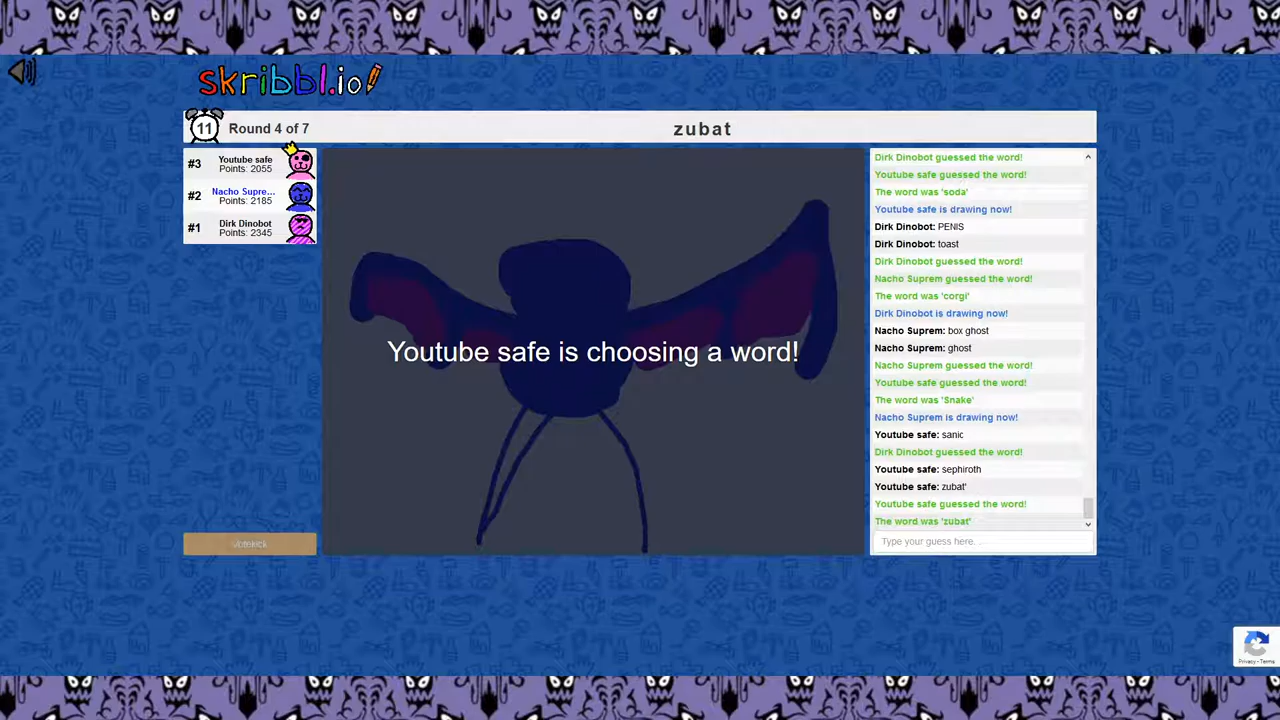 skribbl.io
11
Round 4 of 7
zubat
#3
Youtube safe
Points: 2055
#2
Nacho Supre...
Points: 2185
#1
Dirk Dinobot
Points: 2345
Votekick
Youtube safe is choosing a word!
Dirk Dinobot guessed the word!
Youtube safe guessed the word!
The word was 'soda'
Youtube safe is drawing now!
Dirk Dinobot: PENIS
Dirk Dinobot: toast
Dirk Dinobot guessed the word!
Nacho Suprem guessed the word!
The word was 'corgi'
Dirk Dinobot is drawing now!
Nacho Suprem: box ghost
Nacho Suprem: ghost
Nacho Suprem guessed the word!
Youtube safe guessed the word!
The word was 'Snake'
Nacho Suprem is drawing now!
Youtube safe: sanic
Dirk Dinobot guessed the word!
Youtube safe: sephiroth
Youtube safe: zubat'
Youtube safe guessed the word!
The word was 'zubat'
Type your guess here...
Privacy - Terms